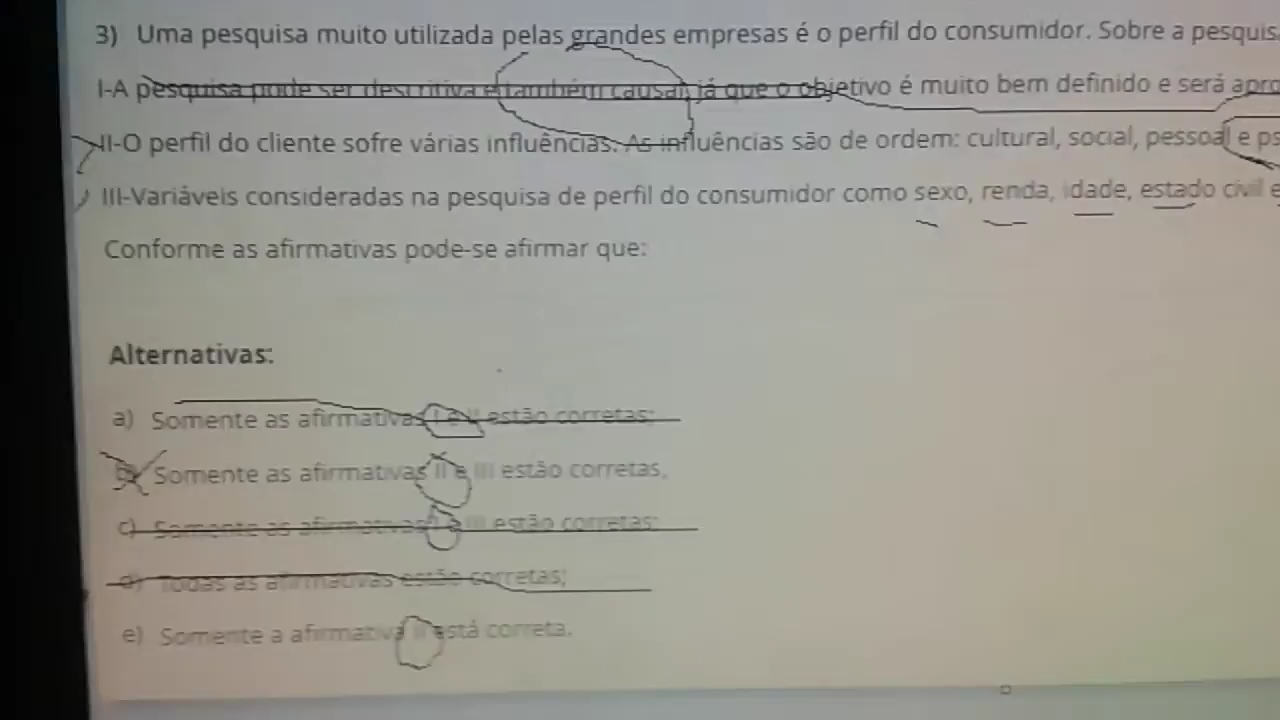 3) Uma pesquisa muito utilizada pelas grandes empresas é o perfil do consumidor. Sobre a pesquis
I-A pesquisa pode ser descritiva e também causal, já que o objetivo é muito bem definido e será apro
II-O perfil do cliente sofre várias influências. As influências são de ordem: cultural, social, pessoal e ps
III-Variáveis consideradas na pesquisa de perfil do consumidor como sexo, renda, idade, estado civil e
Conforme as afirmativas pode-se afirmar que:
Alternativas:
a) Somente as afirmativas I e II estão corretas;
b) Somente as afirmativas II e III estão corretas.
c) Somente as afirmativas I e III estão corretas;
d) Todas as afirmativas estão corretas;
e) Somente a afirmativa II está correta.